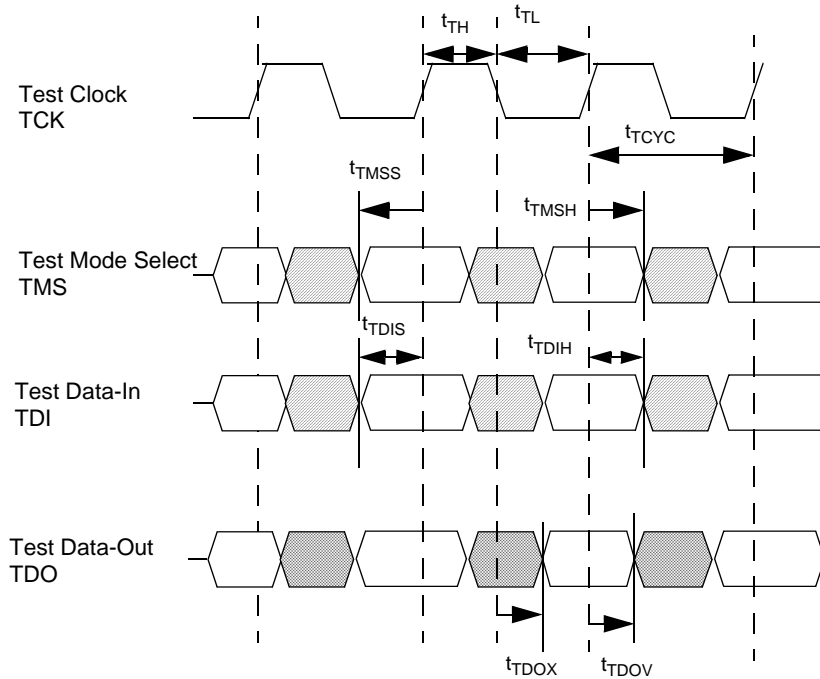 tTH
tTL
Test Clock
TCK
tTCYC
tTMSS
tTMSH
Test Mode Select
TMS
tTDIS
tTDIH
Test Data-In
TDI
Test Data-Out
TDO
tTDOX
tTDOV